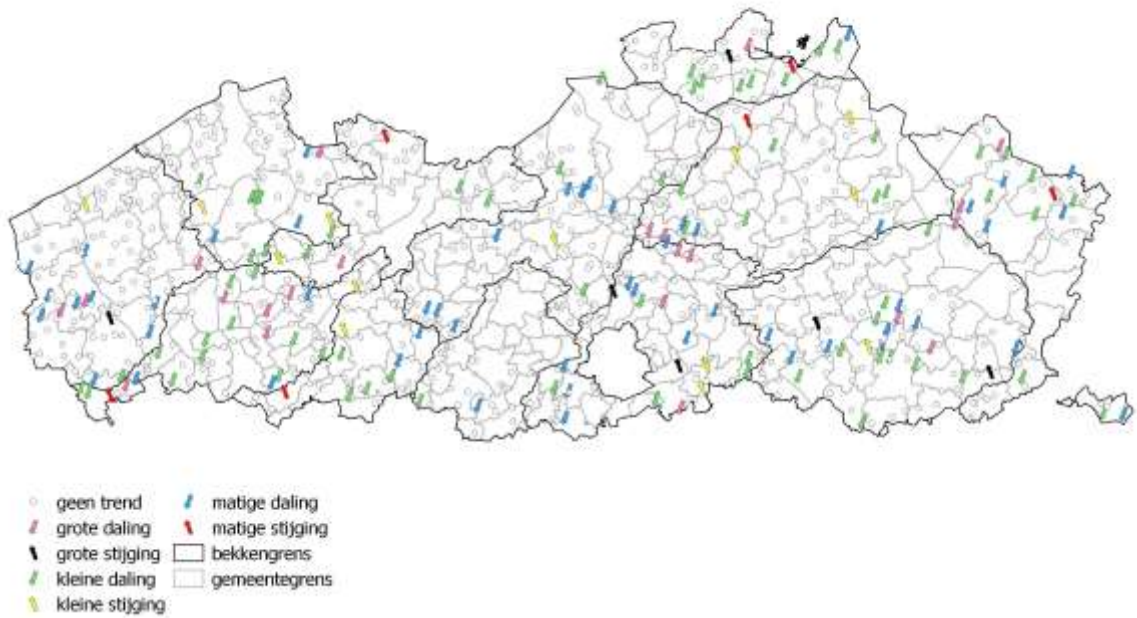 geen trend
grote daling
grote stijging
kleine daling
kleine stijging
matige daling
matige stijging
bekkengrens
gemeentegrens